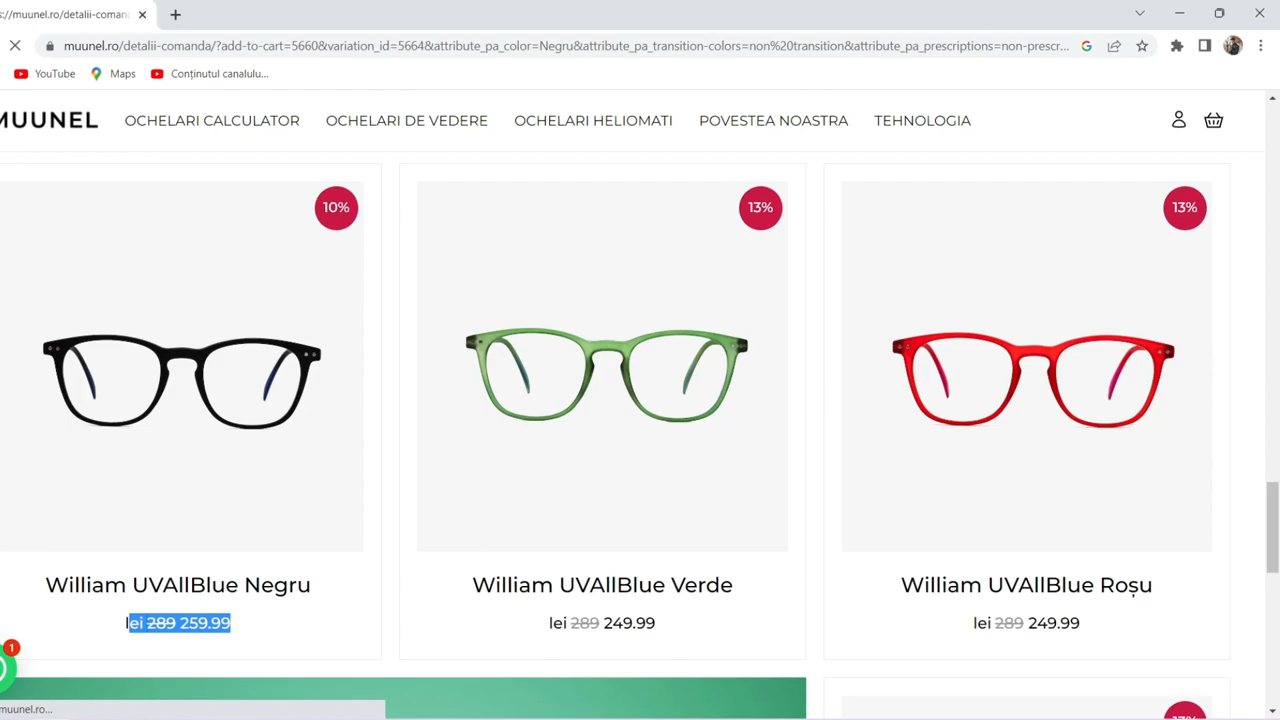 s://muunel.ro/detalii-coman
muunel.ro/detalii-comanda/?add-to-cart=5660&variation_id=5664&attribute_pa_color=Negru&attribute_pa_transition-colors=non%20transition&attribute_pa_prescriptions=non-prescr...
YouTube Maps Conținutul canalulu...
MUUNEL OCHELARI CALCULATOR OCHELARI DE VEDERE OCHELARI HELIOMATI POVESTEA NOASTRA TEHNOLOGIA
10% 13% 13%
William UVAllBlue Negru William UVAllBlue Verde William UVAllBlue Roșu
lei 289 259.99 lei 289 249.99 lei 289 249.99
1
muunel.ro...